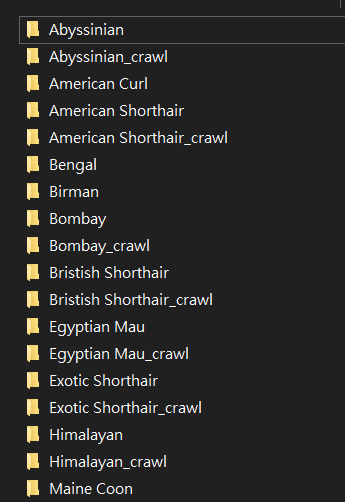 Abyssinian
Abyssinian_crawl
American Curl
American Shorthair
American Shorthair_crawl
Bengal
Birman
Bombay
Bombay_crawl
Bristish Shorthair
Bristish Shorthair_crawl
Egyptian Mau
Egyptian Mau_crawl
Exotic Shorthair
Exotic Shorthair_crawl
Himalayan
Himalayan_crawl
Maine Coon